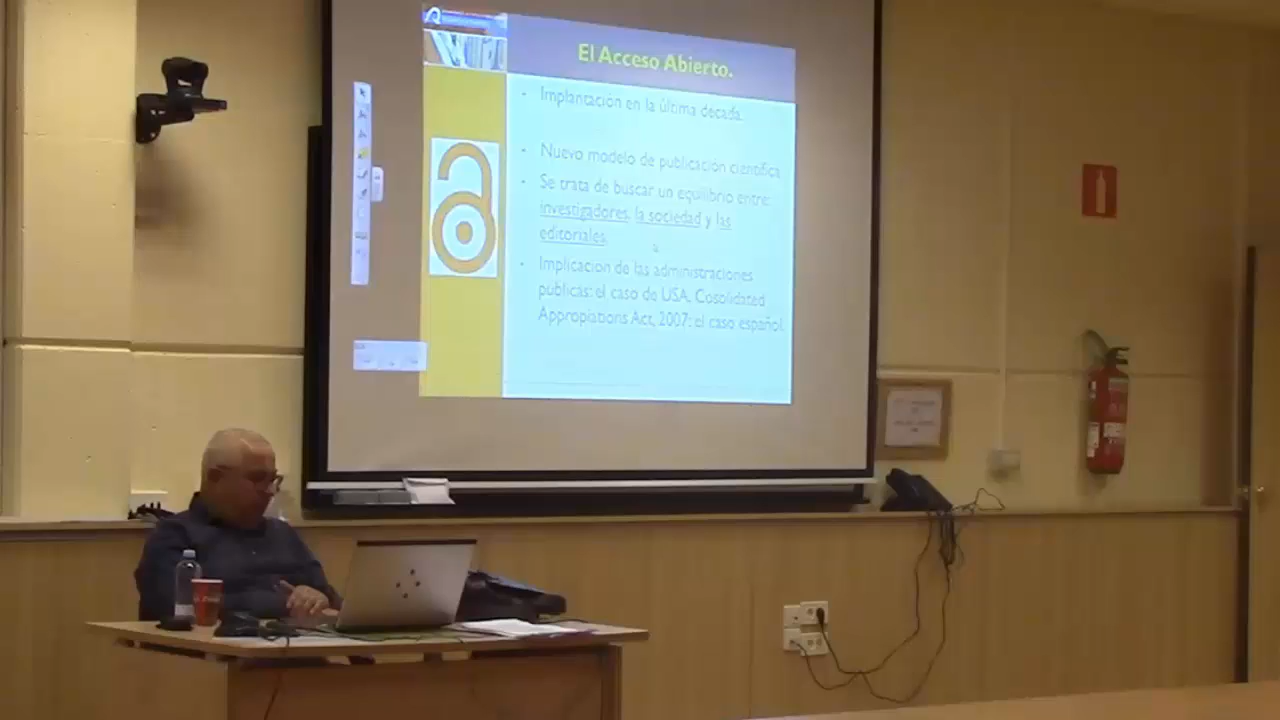 El Acceso Abierto.
- Implantación en la última decada.
- Nuevo modelo de publicación científica
- Se trata de buscar un equilibrio entre:
investigadores, la sociedad y las
editoriales.
- Implicacion de las administraciones
publicas: el caso de USA. Cosolidated
Appropiations Act, 2007: el caso español.